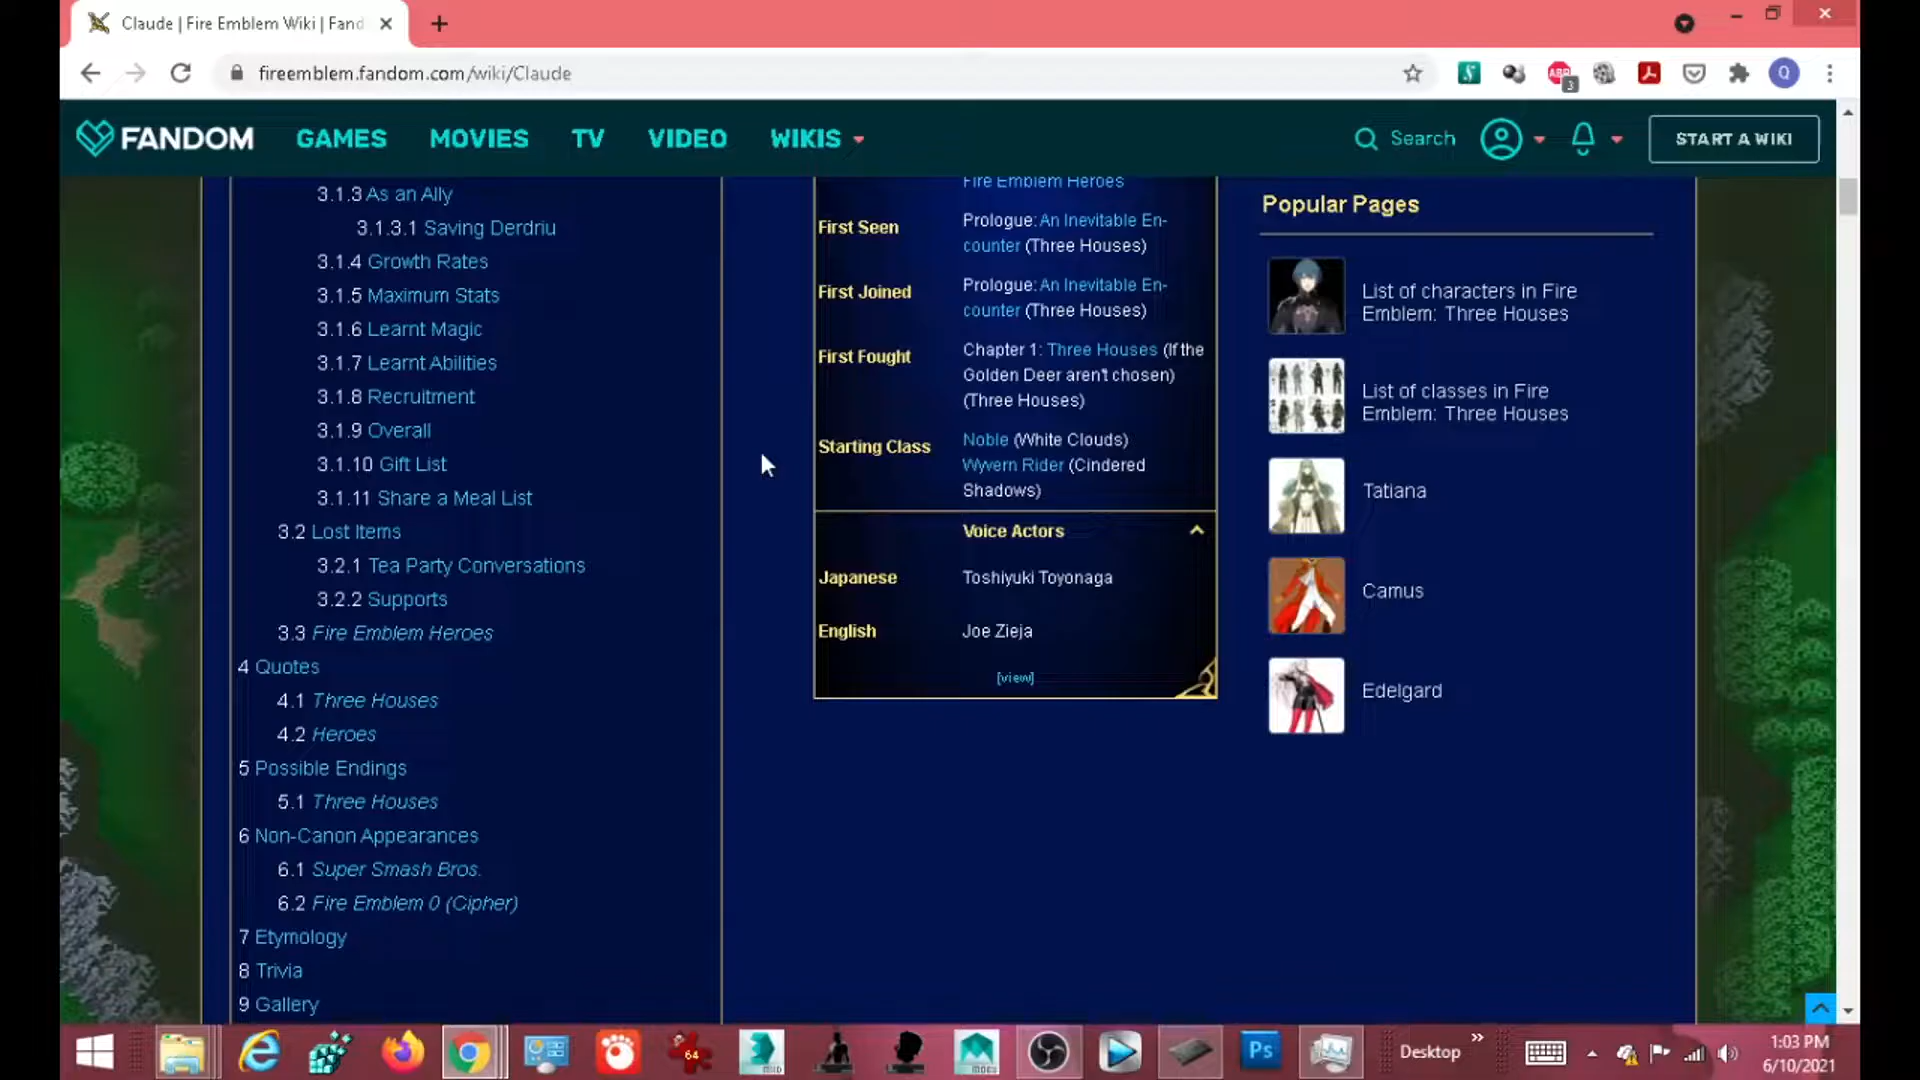 Claude | Fire Emblem Wiki | Fand
fireemblem.fandom.com/wiki/Claude
ABP
3
Q
FANDOM
GAMES
MOVIES
TV
VIDEO
WIKIS
Search
START A WIKI
3.1.3 As an Ally
3.1.3.1 Saving Derdriu
3.1.4 Growth Rates
3.1.5 Maximum Stats
3.1.6 Learnt Magic
3.1.7 Learnt Abilities
3.1.8 Recruitment
3.1.9 Overall
3.1.10 Gift List
3.1.11 Share a Meal List
3.2 Lost Items
3.2.1 Tea Party Conversations
3.2.2 Supports
3.3 Fire Emblem Heroes
4 Quotes
4.1 Three Houses
4.2 Heroes
5 Possible Endings
5.1 Three Houses
6 Non-Canon Appearances
6.1 Super Smash Bros.
6.2 Fire Emblem 0 (Cipher)
7 Etymology
8 Trivia
9 Gallery
Fire Emblem Heroes
First Seen
Prologue: An Inevitable En-
counter (Three Houses)
First Joined
Prologue: An Inevitable En-
counter (Three Houses)
First Fought
Chapter 1: Three Houses (If the
Golden Deer aren't chosen)
(Three Houses)
Starting Class
Noble (White Clouds)
Wyvern Rider (Cindered
Shadows)
Voice Actors
Japanese
Toshiyuki Toyonaga
English
Joe Zieja
[view]
Popular Pages
List of characters in Fire
Emblem: Three Houses
List of classes in Fire
Emblem: Three Houses
Tatiana
Camus
Edelgard
64
Ps
Desktop
1:03 PM
6/10/2021